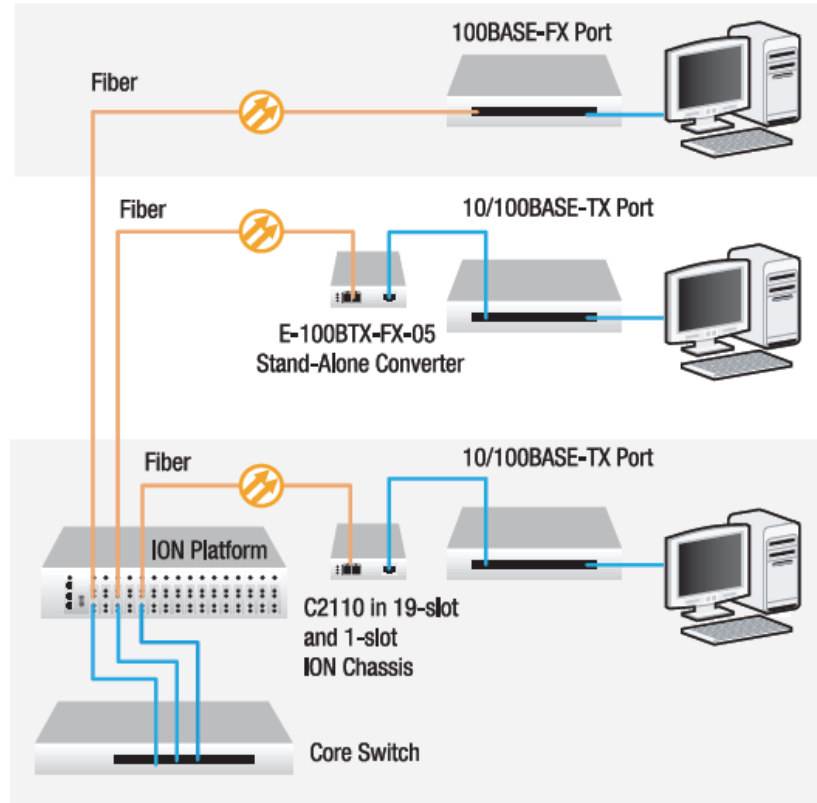 100BASE-FX Port
Fiber
Fiber
10/100BASE-TX Port
E-100BTX-FX-05
Stand-Alone Converter
Fiber
10/100BASE-TX Port
ION Platform
C2110 in 19-slot
and 1-slot
ION Chassis
Core Switch